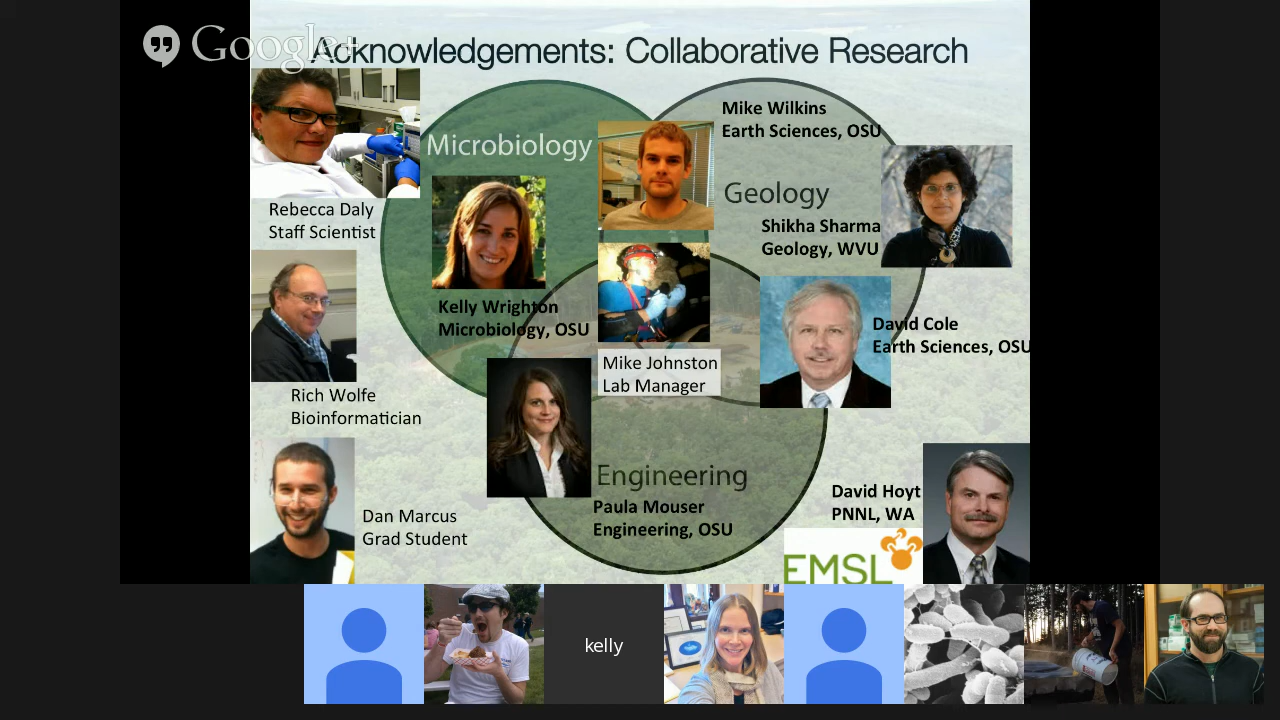 Google+
Acknowledgements: Collaborative Research
Mike Wilkins
Earth Sciences, OSU
Microbiology
Geology
Rebecca Daly
Staff Scientist
Shikha Sharma
Geology, WVU
Kelly Wrighton
Microbiology, OSU
David Cole
Earth Sciences, OSU
Mike Johnston
Lab Manager
Rich Wolfe
Bioinformatician
Engineering
Paula Mouser
Engineering, OSU
David Hoyt
PNNL, WA
Dan Marcus
Grad Student
EMSL
kelly